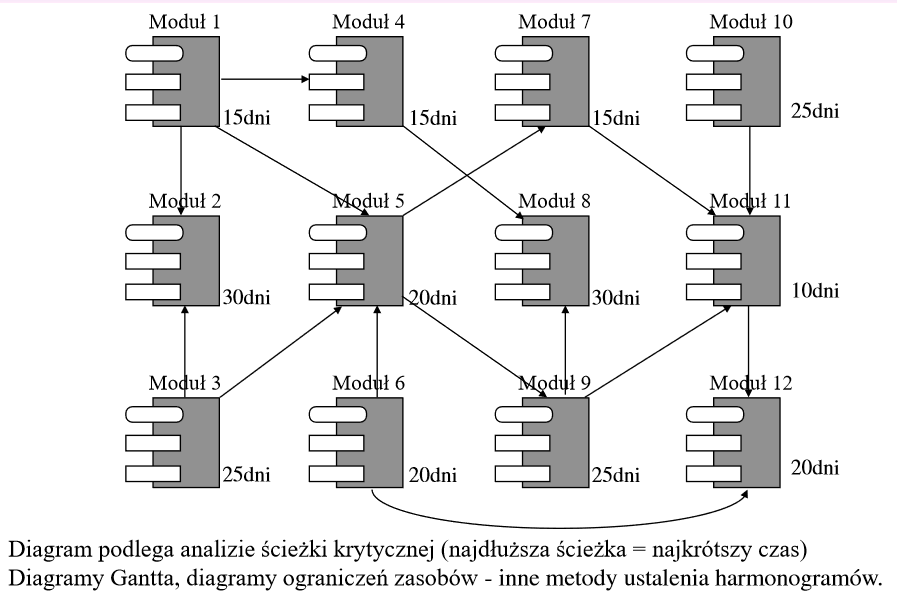 Moduł 1 Moduł 4 Moduł 7 Moduł 10
15dni 15dni 15dni 25dni
Moduł 2 Moduł 5 Moduł 8 Moduł 11
30dni 20dni 30dni 10dni
Moduł 3 Moduł 6 Moduł 9 Moduł 12
25dni 20dni 25dni 20dni
Diagram podlega analizie ścieżki krytycznej (najdłuższa ścieżka = najkrótszy czas)
Diagramy Gantta, diagramy ograniczeń zasobów - inne metody ustalenia harmonogramów.